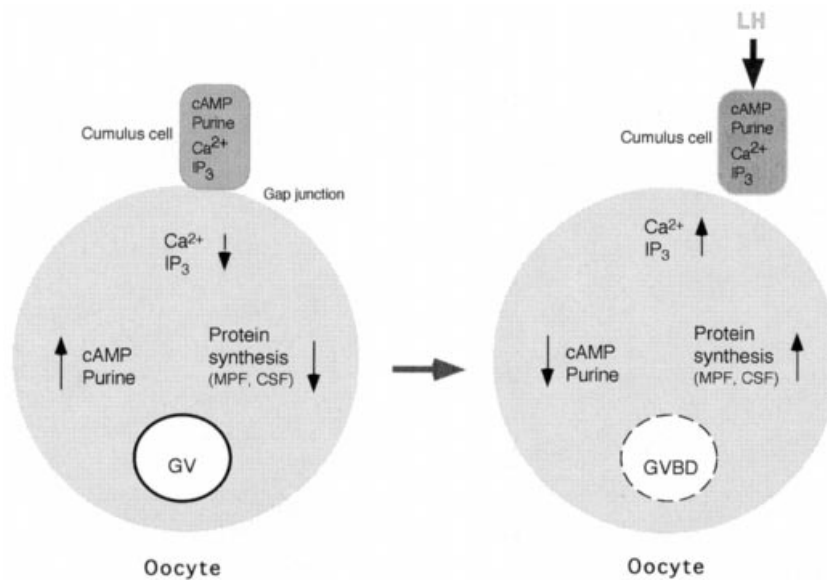 cAMP
Purine
Ca2+
IP3
Cumulus cell
Gap junction
Ca2+
IP3
cAMP
Purine
Protein
synthesis
(MPF, CSF)
GV
Oocyte
LH
cAMP
Purine
Ca2+
IP3
Cumulus cell
Ca2+
IP3
cAMP
Purine
Protein
synthesis
(MPF, CSF)
GVBD
Oocyte